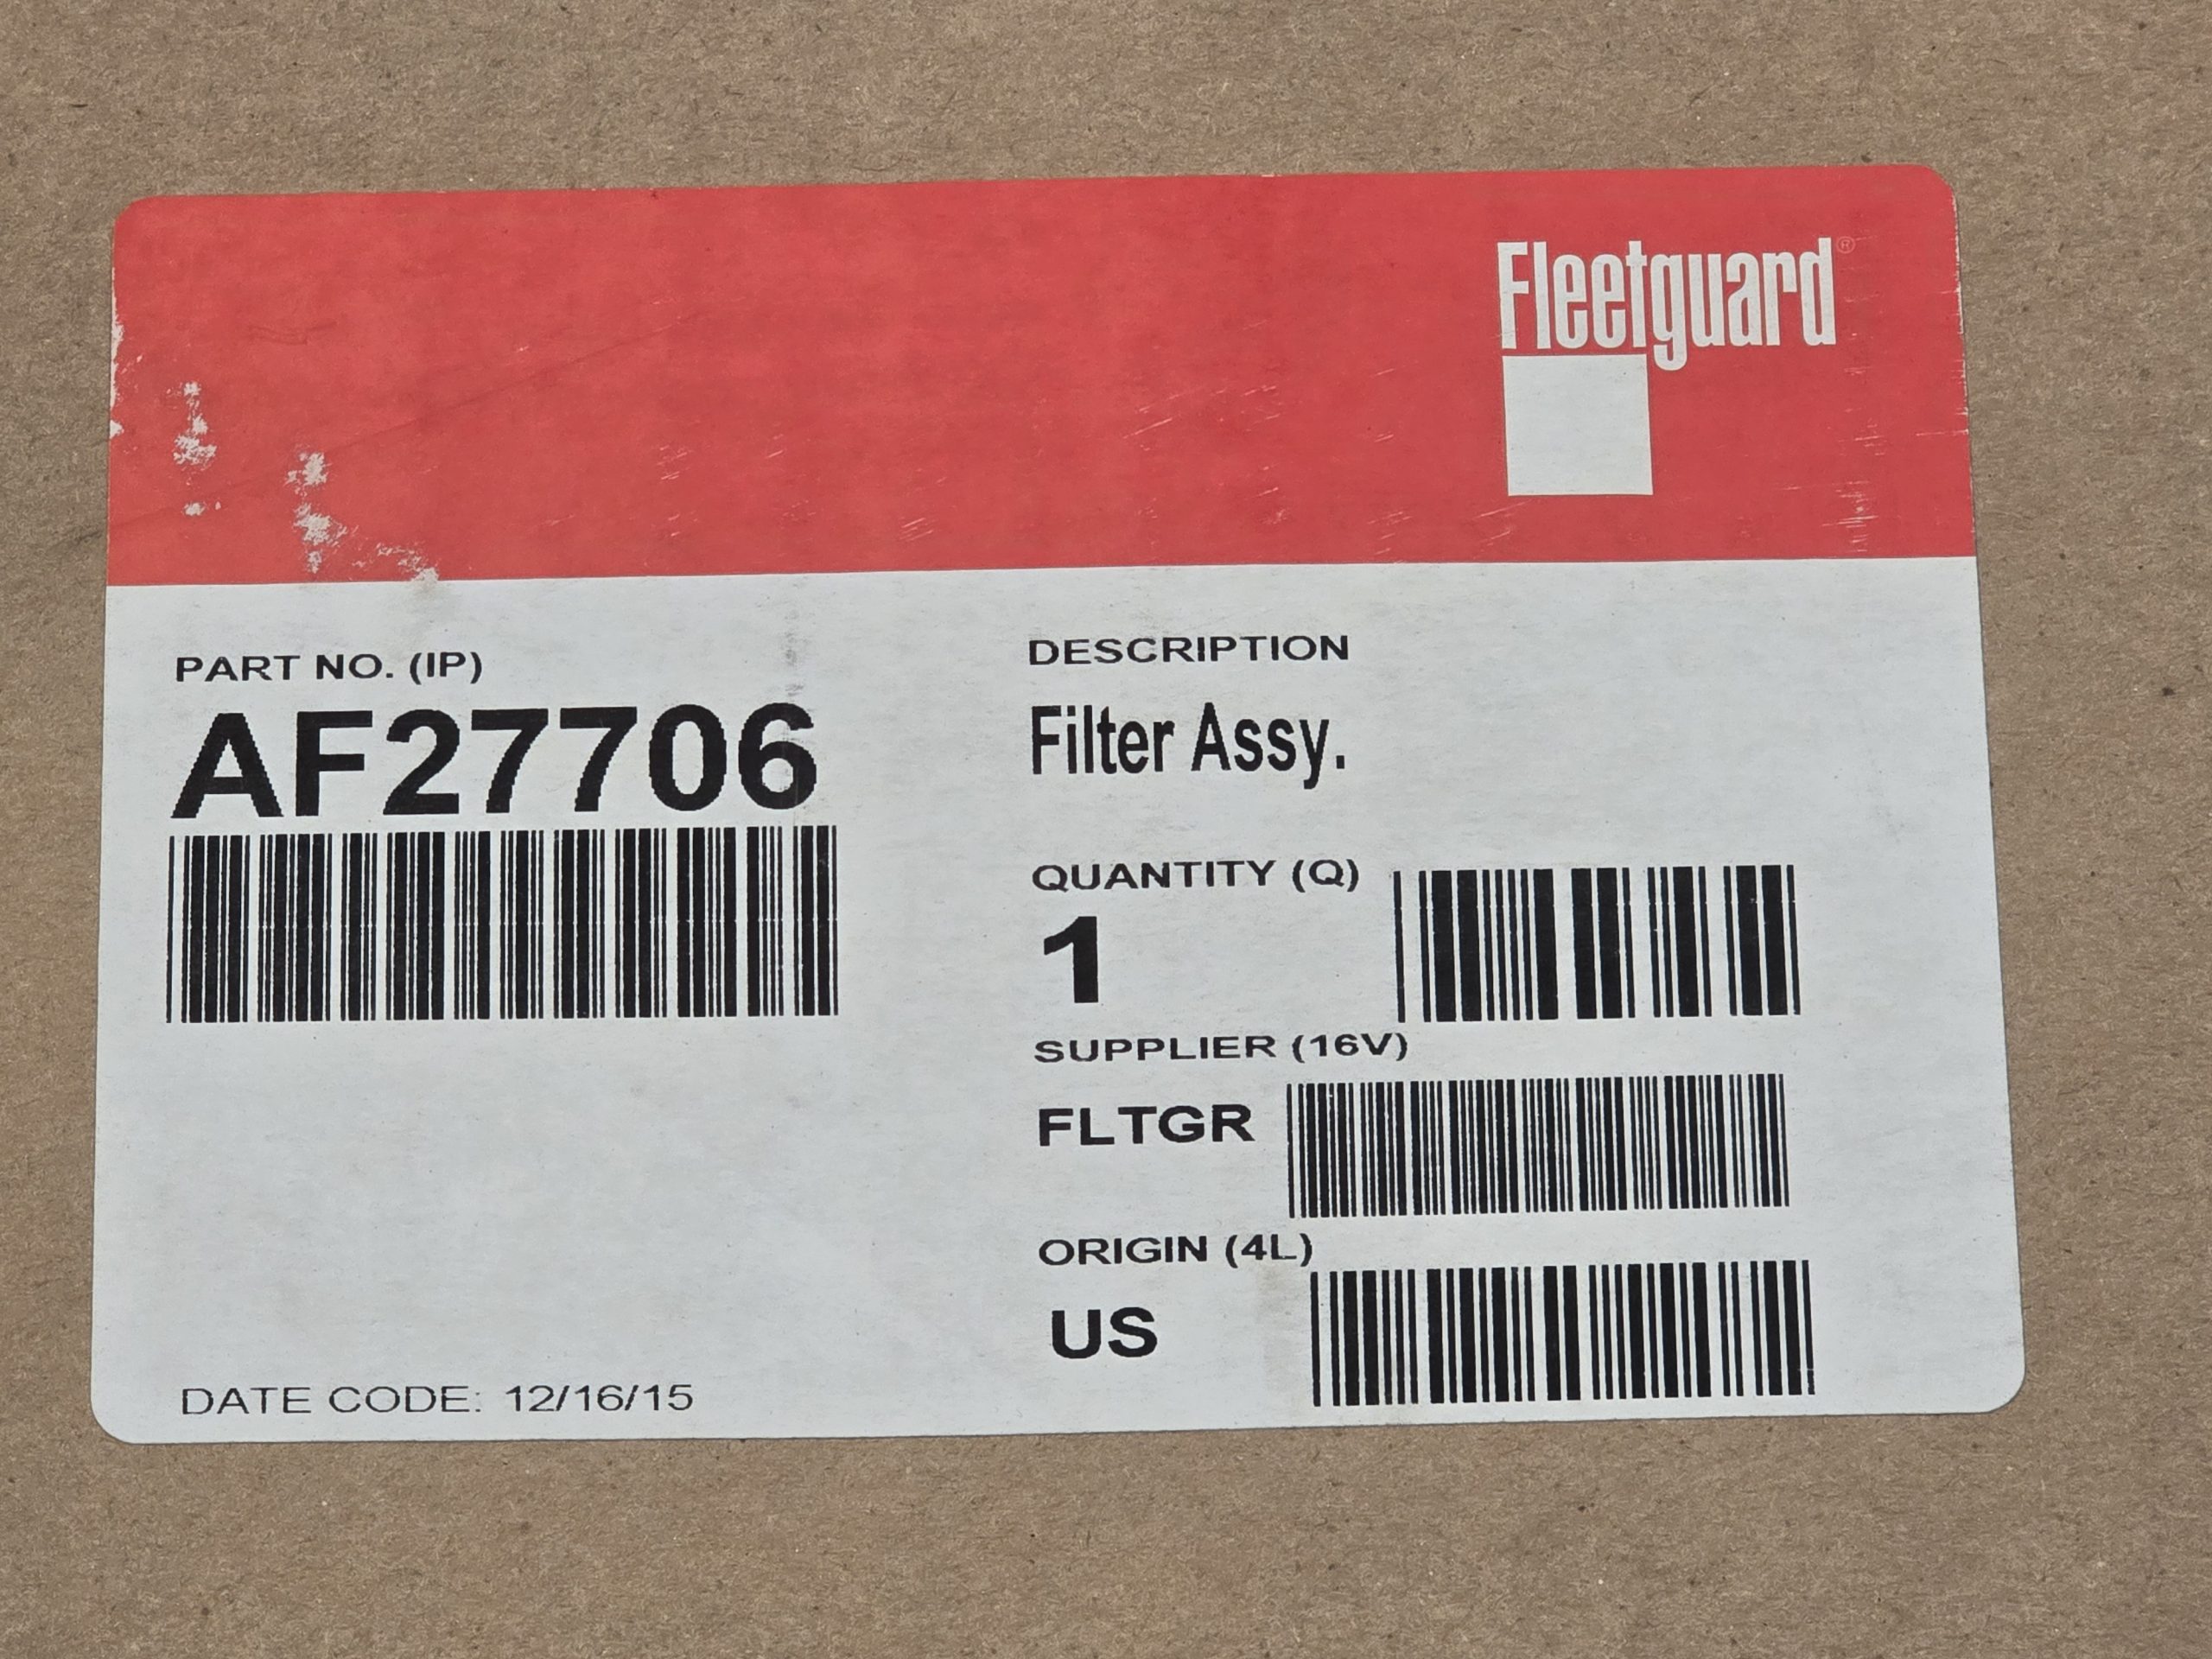 Fleetguard®
PART NO. (IP)
AF27706
DESCRIPTION
Filter Assy.
QUANTITY (Q)
1
SUPPLIER (16V)
FLTGR
ORIGIN (4L)
US
DATE CODE: 12/16/15